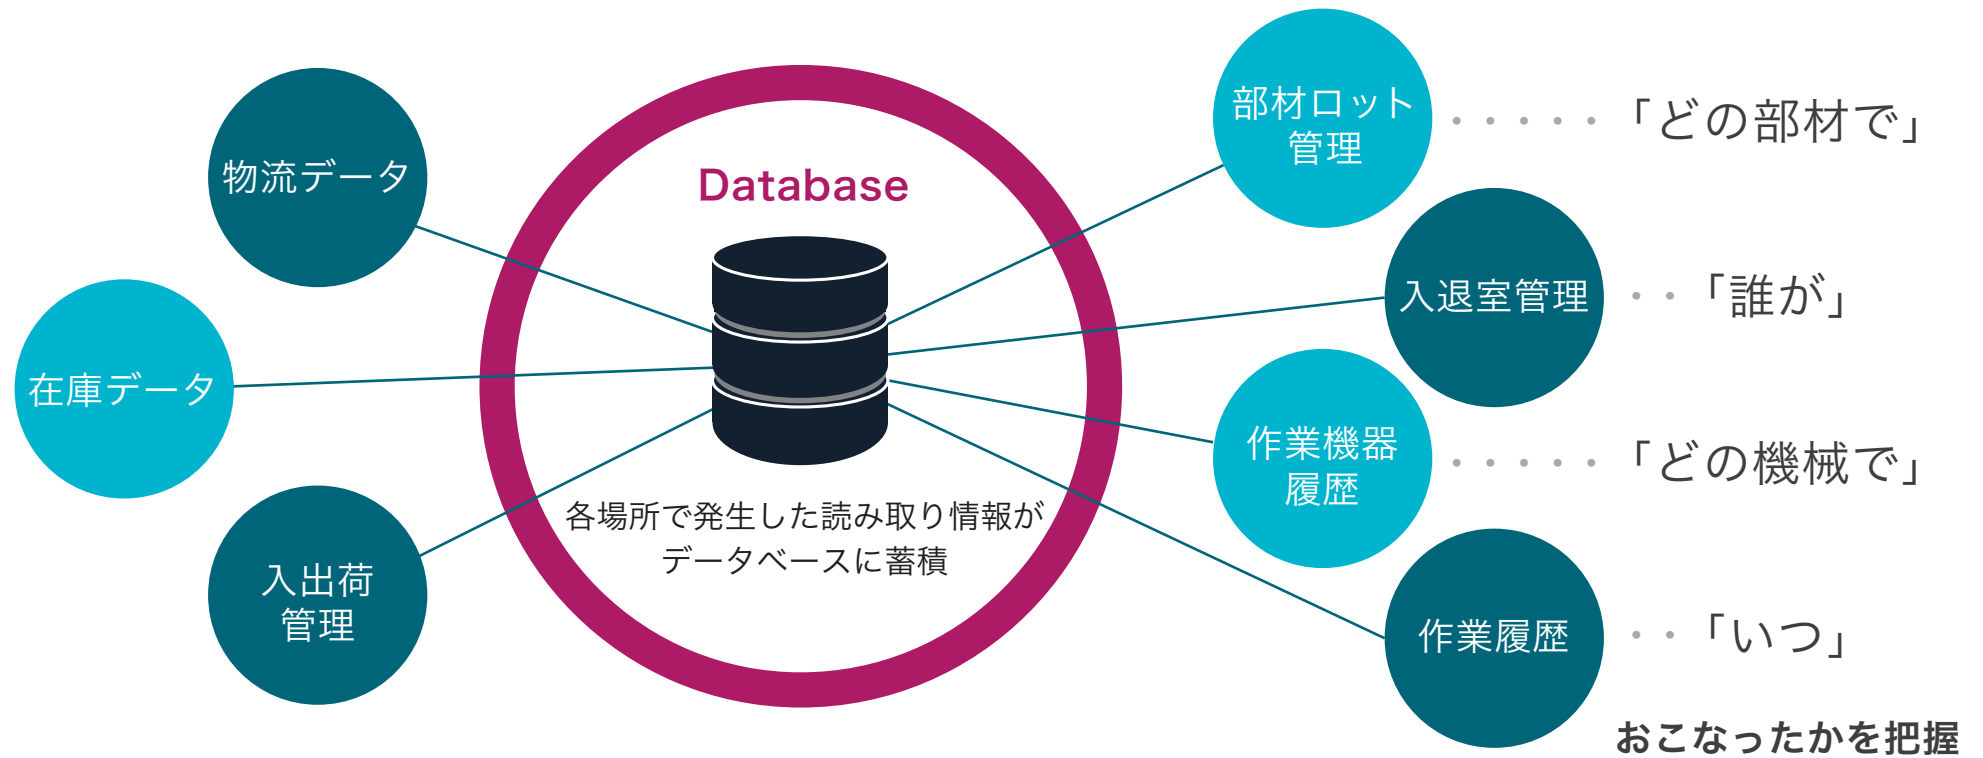 物流データ
在庫データ
入出荷
管理
Database
各場所で発生した読み取り情報が
データベースに蓄積
部材ロット
管理
「どの部材で」
入退室管理
「誰が」
作業機器
履歴
「どの機械で」
作業履歴
「いつ」
おこなったかを把握